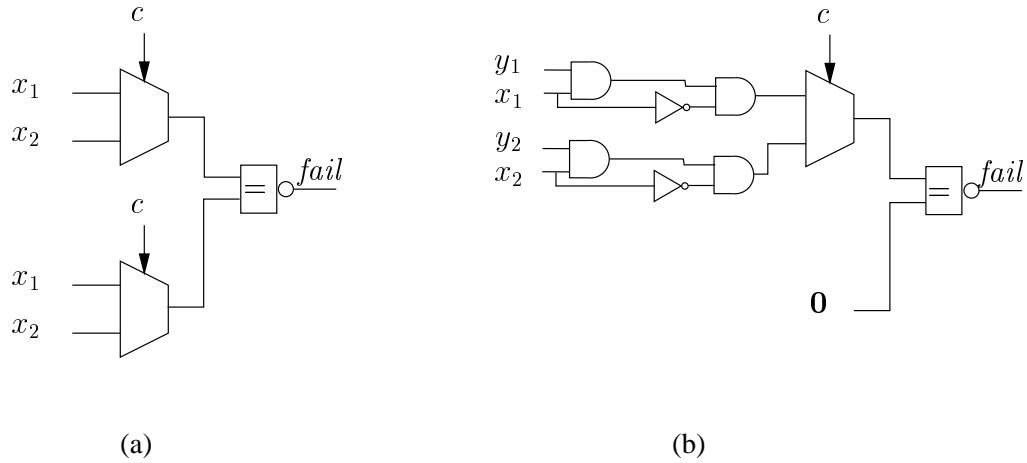 c
x₁
x₂
=
fail
c
x₁
x₂
(a)
c
y₁
x₁
y₂
x₂
=
fail
0
(b)